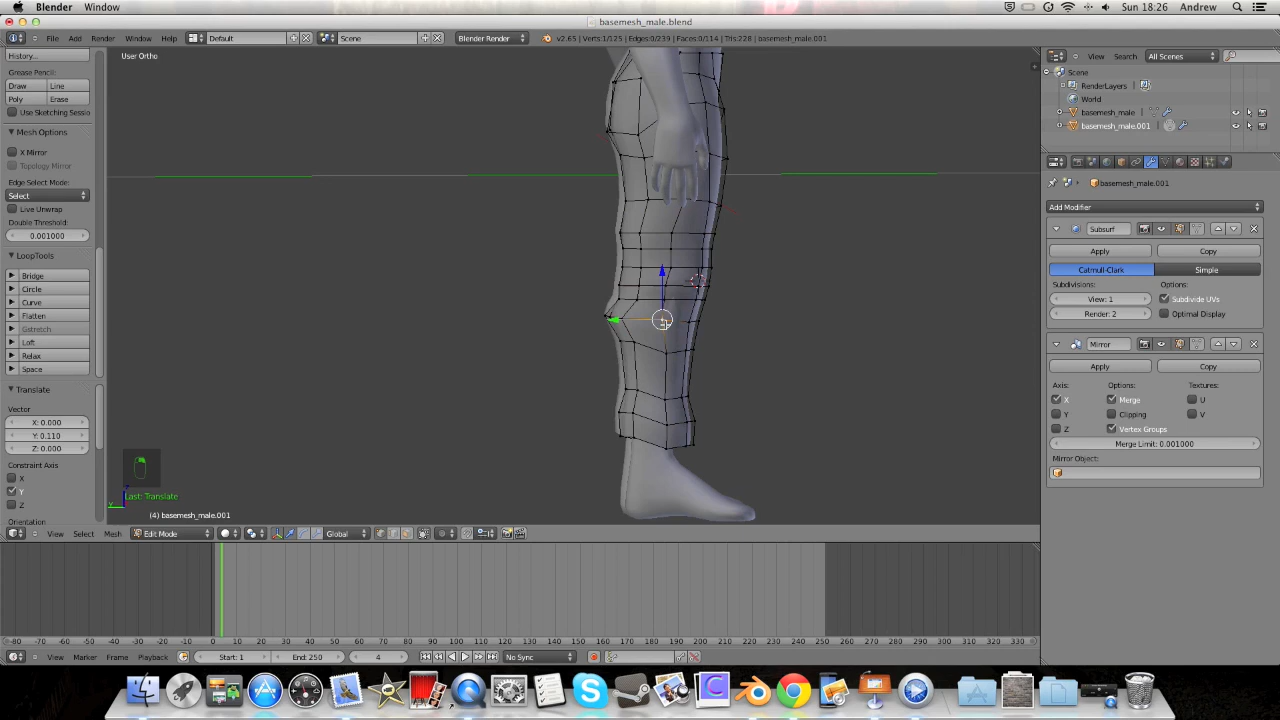 Blender Window Sun 18:26 Andrew
basemesh_male.blend
File Add Render Window Help Default Scene Blender Render v2.65 | Verts:1/125 | Edges:0/239 | Faces:0/114 | Tris:228 | basemesh_male.001
History...
Grease Pencil:
Draw Line
Poly Erase
Use Sketching Sessio
Mesh Options
X Mirror
Topology Mirror
Edge Select Mode:
Select
Live Unwrap
Double Threshold:
0.001000
LoopTools
Bridge
Circle
Curve
Flatten
Gstretch
Loft
Relax
Space
Translate
Vector
X: 0.000
Y: 0.110
Z: 0.000
Constraint Axis
X
Y
Z
Orientation
User Ortho
Last: Translate
(4) basemesh_male.001
View Select Mesh Edit Mode Global
View Search All Scenes
Scene
RenderLayers
World
basemesh_male
basemesh_male.001
basemesh_male.001
Add Modifier
Subsurf
Apply Copy
Catmull-Clark Simple
Subdivisions: Options:
View: 1 Subdivide UVs
Render: 2 Optimal Display
Mirror
Apply Copy
Axis: Options: Textures:
X Merge U
Y Clipping V
Z Vertex Groups
Merge Limit: 0.001000
Mirror Object:
-80 -70 -60 -50 -40 -30 -20 -10 0 10 20 30 40 50 60 70 80 90 100 110 120 130 140 150 160 170 180 190 200 210 220 230 240 250 260 270 280 290 300 310 320 330
View Marker Frame Playback Start: 1 End: 250 4 No Sync